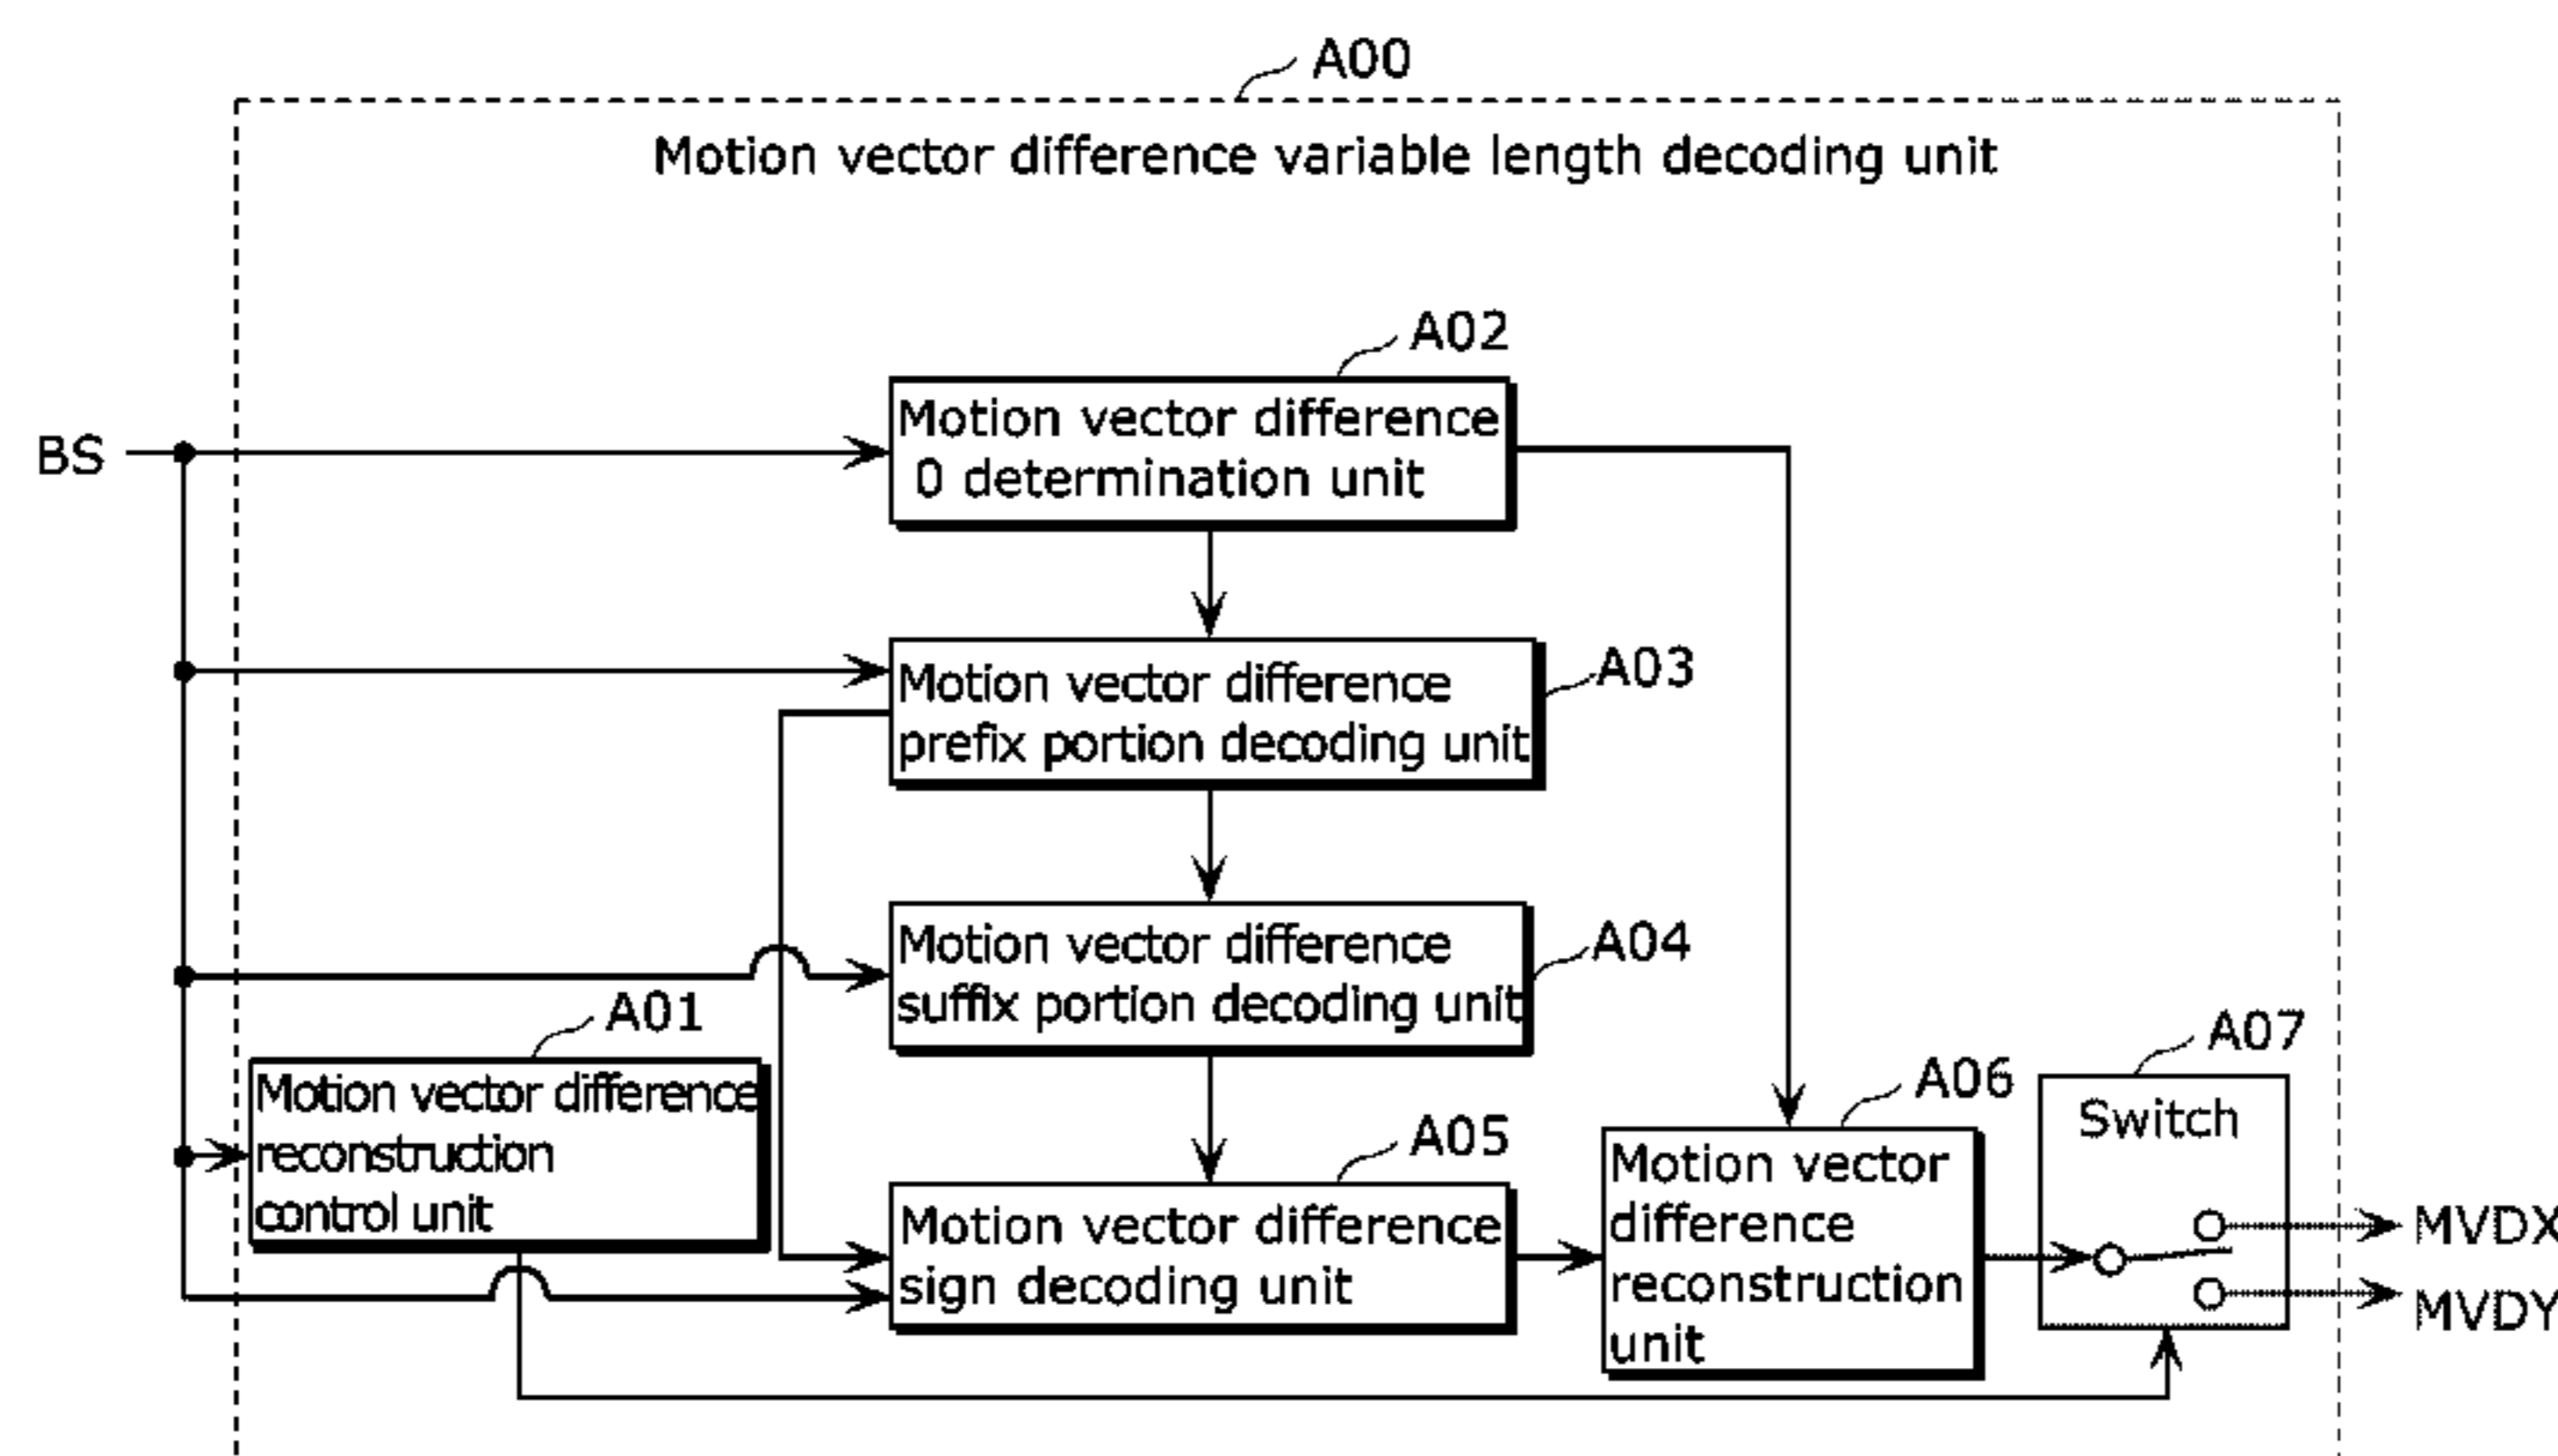 A00
Motion vector difference variable length decoding unit
A02
BS
Motion vector difference
0 determination unit
A03
Motion vector difference
prefix portion decoding unit
A04
Motion vector difference
suffix portion decoding unit
A01
Motion vector difference
reconstruction
control unit
A05
Motion vector difference
sign decoding unit
A06
Motion vector
difference
reconstruction
unit
A07
Switch
MVDX
MVDY